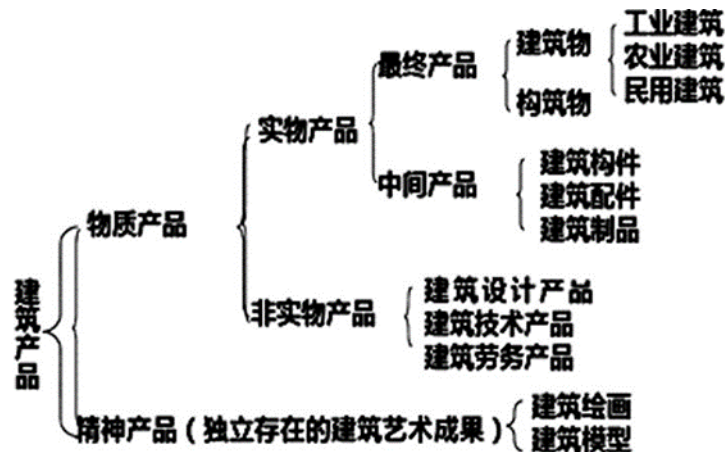 建筑产品
物质产品
实物产品
最终产品
建筑物
工业建筑
农业建筑
民用建筑
构筑物
中间产品
建筑构件
建筑配件
建筑制品
非实物产品
建筑设计产品
建筑技术产品
建筑劳务产品
精神产品（独立存在的建筑艺术成果）
建筑绘画
建筑模型